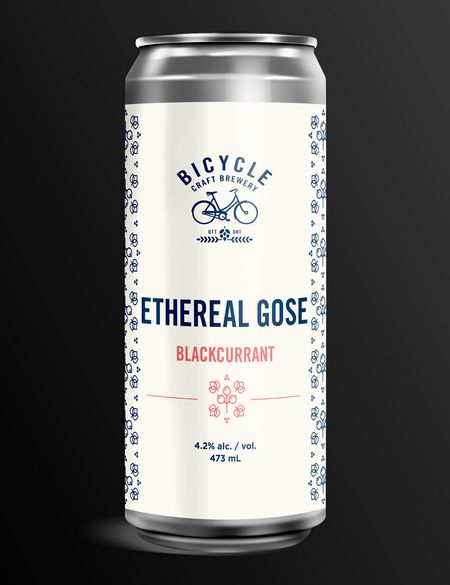 BICYCLE
CRAFT BREWERY
OTT ONT
ETHEREAL GOSE
BLACKCURRANT
4.2% alc. / vol.
473 mL